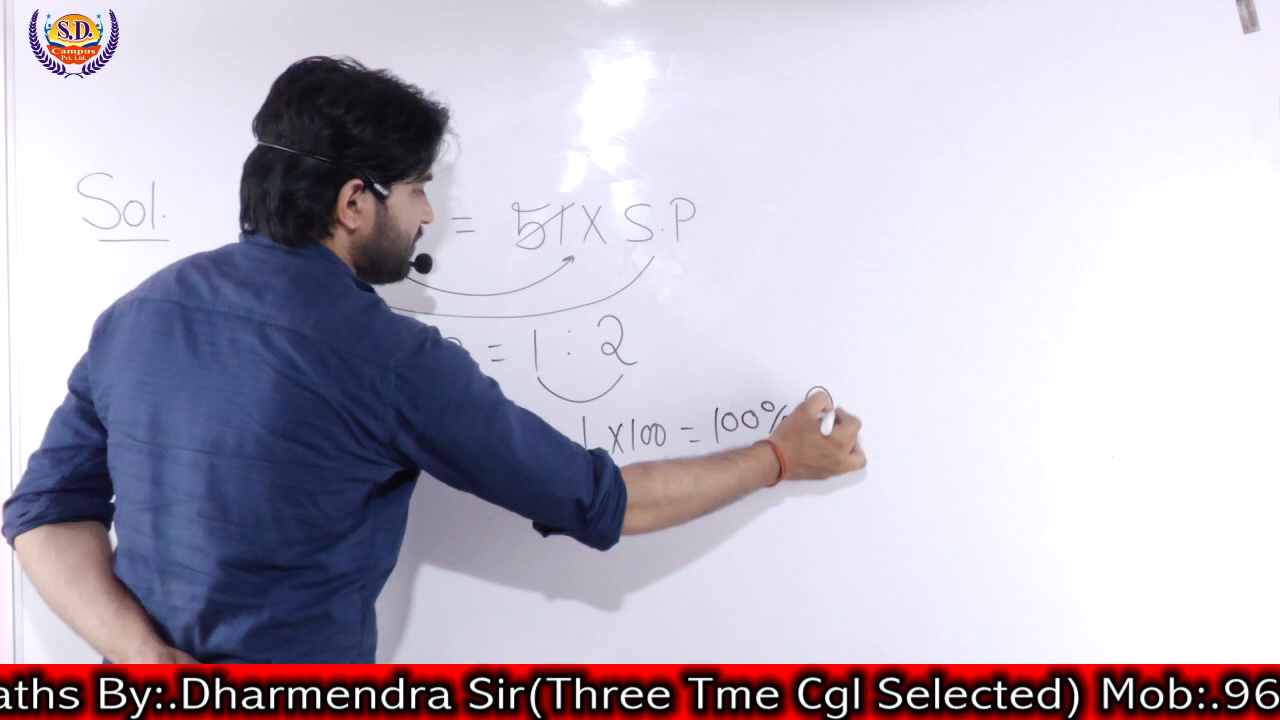 S.D.
Campus
Pvt. Ltd.
Sol.
= 51 X S.P
= 1 : 2
1 X 100 = 100%
aths By:.Dharmendra Sir(Three Tme Cgl Selected) Mob:.96